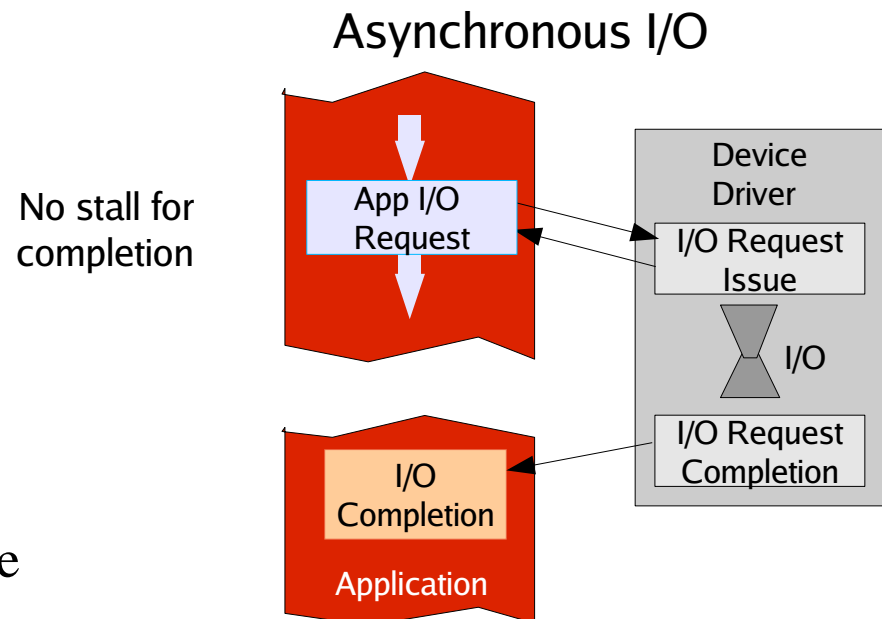 Asynchronous I/O
No stall for
completion
App I/O
Request
Device
Driver
I/O Request
Issue
I/O
I/O Request
Completion
I/O
Completion
Application
e